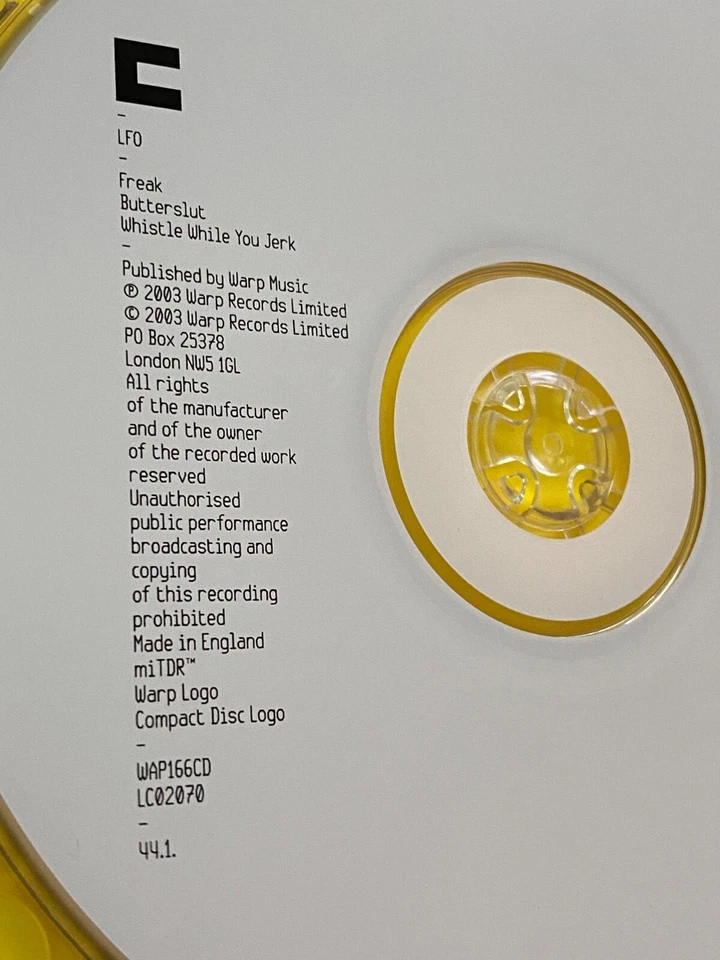 –
LFO
–
Freak
Butterslut
Whistle While You Jerk
–
Published by Warp Music
℗ 2003 Warp Records Limited
© 2003 Warp Records Limited
PO Box 25378
London NW5 1GL
All rights
of the manufacturer
and of the owner
of the recorded work
reserved
Unauthorised
public performance
broadcasting and
copying
of this recording
prohibited
Made in England
miTDR™
Warp Logo
Compact Disc Logo
–
WAP166CD
LC02070
–
44.1.